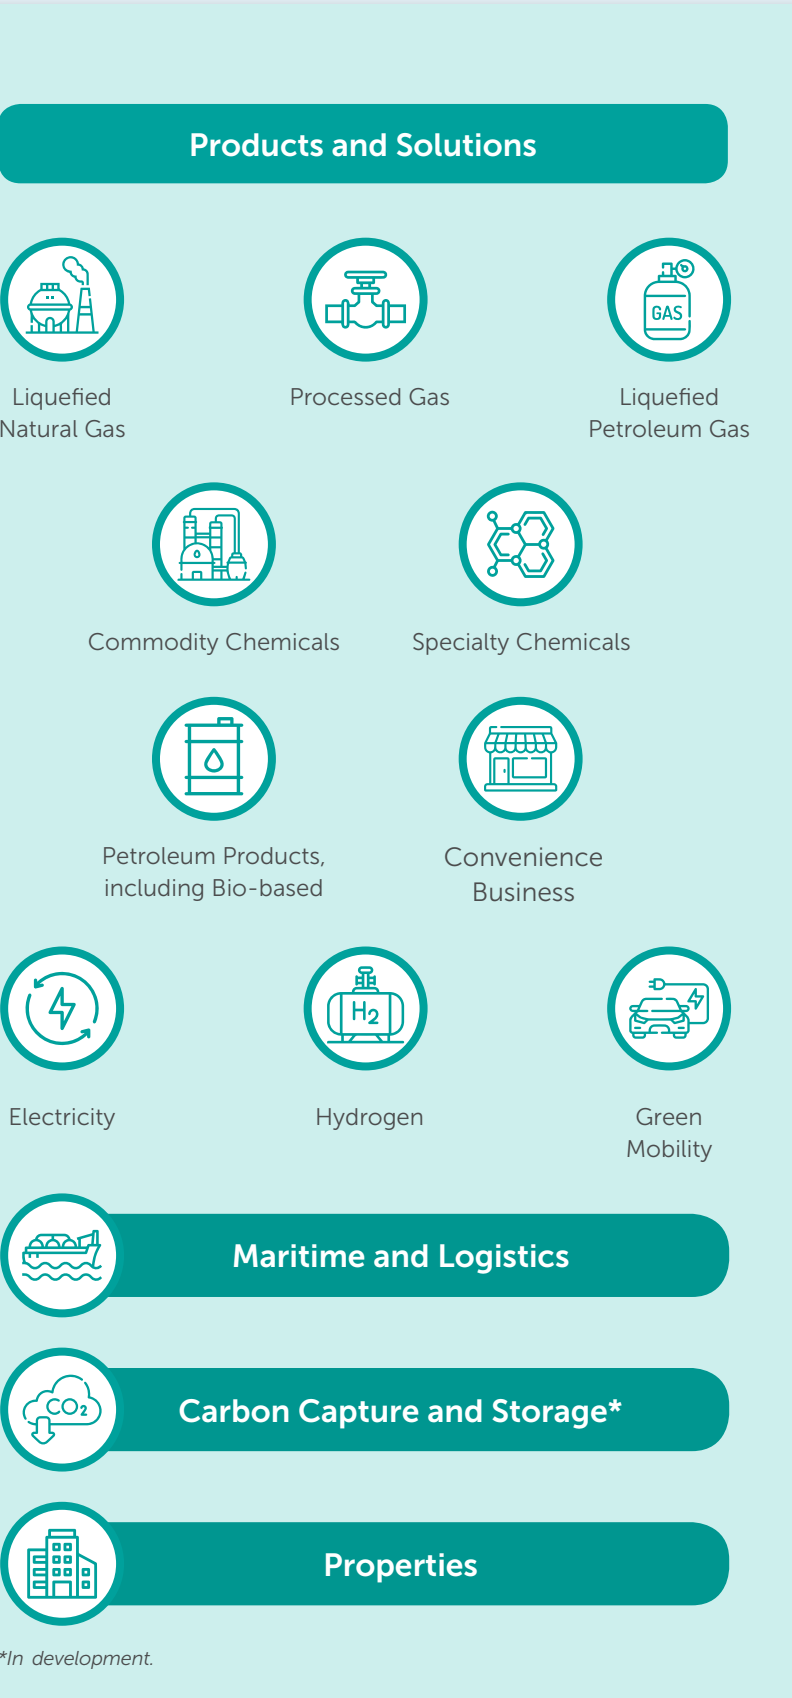 Products and Solutions
GAS
Liquefied
Natural Gas
Processed Gas
Liquefied
Petroleum Gas
Commodity Chemicals
Specialty Chemicals
Petroleum Products,
including Bio-based
Convenience
Business
H2
Electricity
Hydrogen
Green
Mobility
Maritime and Logistics
CO2
Carbon Capture and Storage*
Properties
*In development.